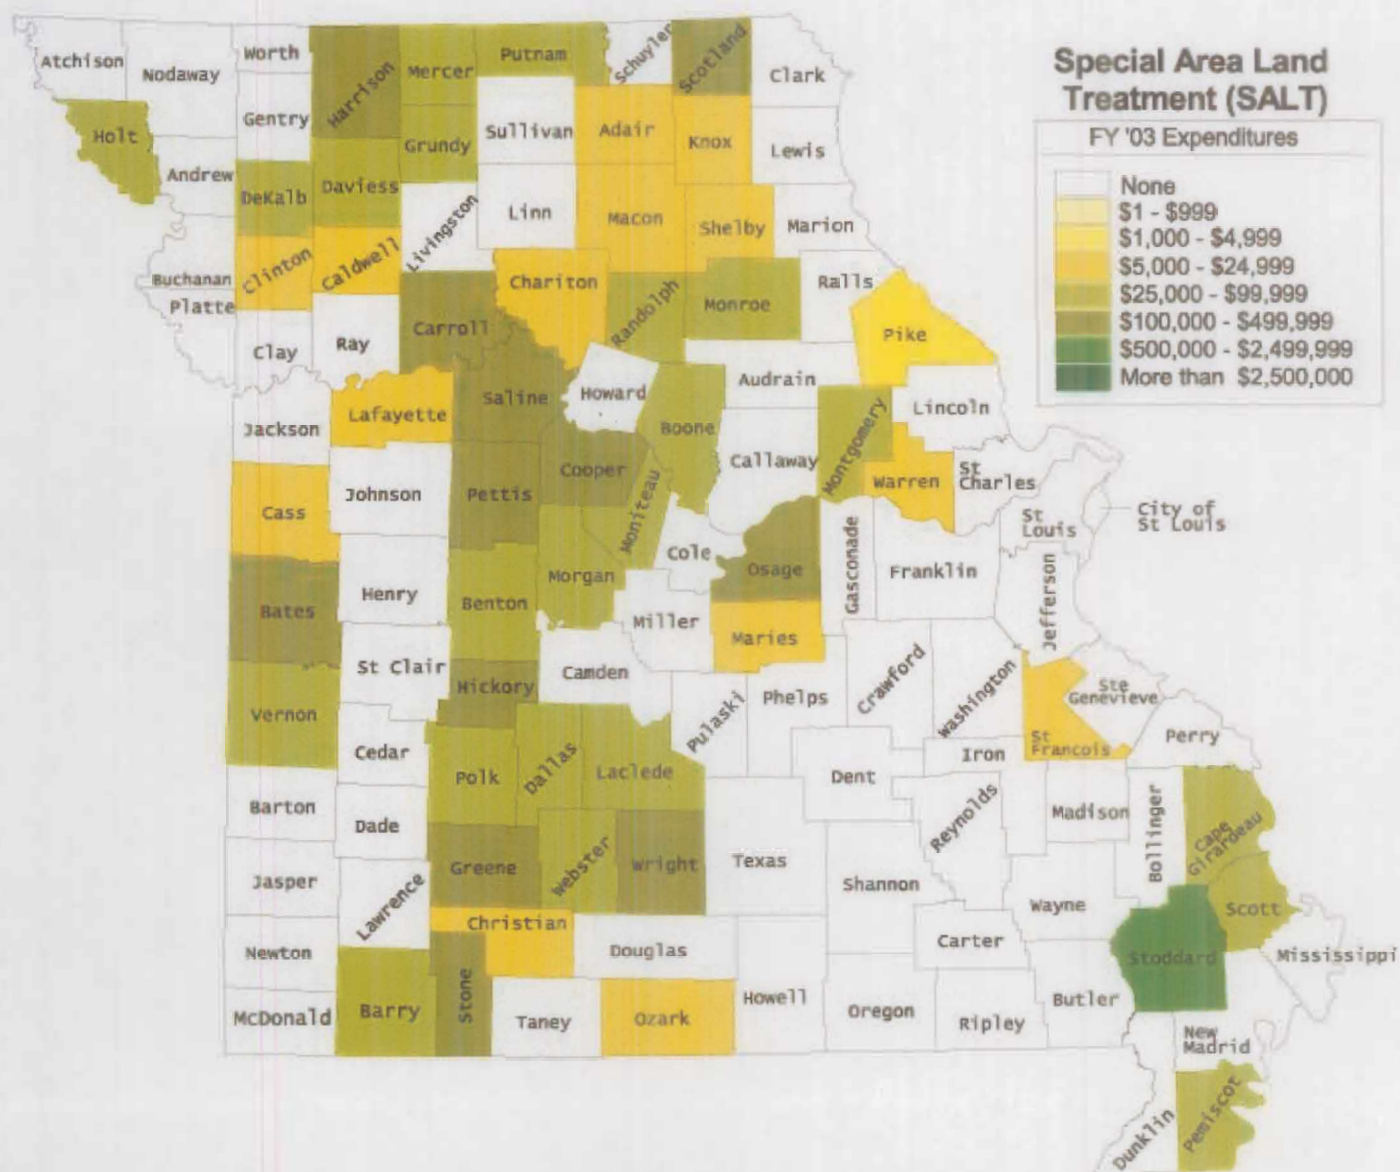 Special Area Land
Treatment (SALT)
FY '03 Expenditures
None
$1 - $999
$1,000 - $4,999
$5,000 - $24,999
$25,000 - $99,999
$100,000 - $499,999
$500,000 - $2,499,999
More than $2,500,000
Atchison
Nodaway
Worth
Harrison
Mercer
Putnam
Schuyler
Scotland
Clark
Holt
Gentry
Grundy
Sullivan
Adair
Knox
Lewis
Andrew
DeKalb
Daviess
Livingston
Linn
Macon
Shelby
Marion
Buchanan
Clinton
Caldwell
Chariton
Randolph
Monroe
Ralls
Platte
Clay
Ray
Carroll
Pike
Howard
Audrain
Lincoln
Jackson
Lafayette
Saline
Boone
Callaway
Montgomery
Warren
St
Charles
Cass
Johnson
Pettis
Cooper
Moniteau
St
Louis
City of
St Louis
Cole
Osage
Gasconade
Franklin
Jefferson
Bates
Henry
Benton
Morgan
Miller
Maries
St Clair
Hickory
Camden
Pulaski
Phelps
Crawford
Washington
Ste
Genevieve
St
Francois
Perry
Vernon
Cedar
Polk
Dallas
Laclede
Dent
Iron
Reynolds
Madison
Bollinger
Cape
Girardeau
Barton
Dade
Greene
Webster
Wright
Texas
Shannon
Wayne
Scott
Jasper
Lawrence
Christian
Douglas
Carter
Stoddard
Mississippi
Newton
McDonald
Barry
Stone
Taney
Ozark
Howell
Oregon
Ripley
Butler
New
Madrid
Dunklin
Pemiscot